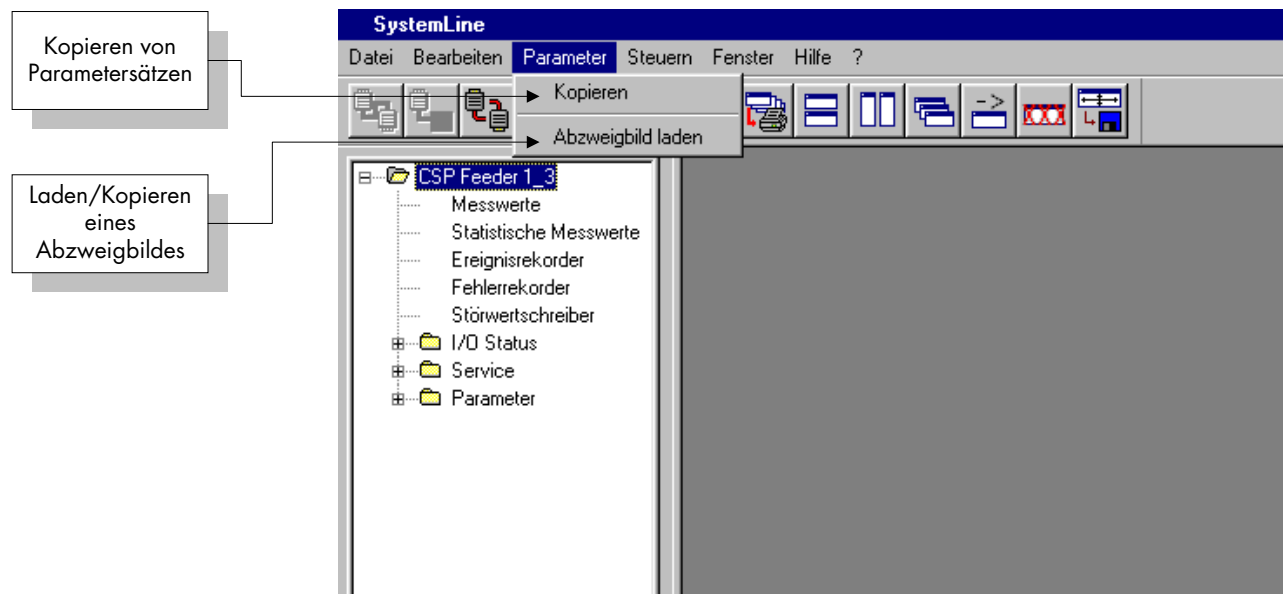 SystemLine
Datei Bearbeiten Parameter Steuern Fenster Hilfe ?
Kopieren von
Parametersätzen
Kopieren
Abzweigbild laden
->
Laden/Kopieren
eines
Abzweigbildes
CSP Feeder 1_3
Messwerte
Statistische Messwerte
Ereignisrekorder
Fehlerrekorder
Störwertschreiber
I/O Status
Service
Parameter